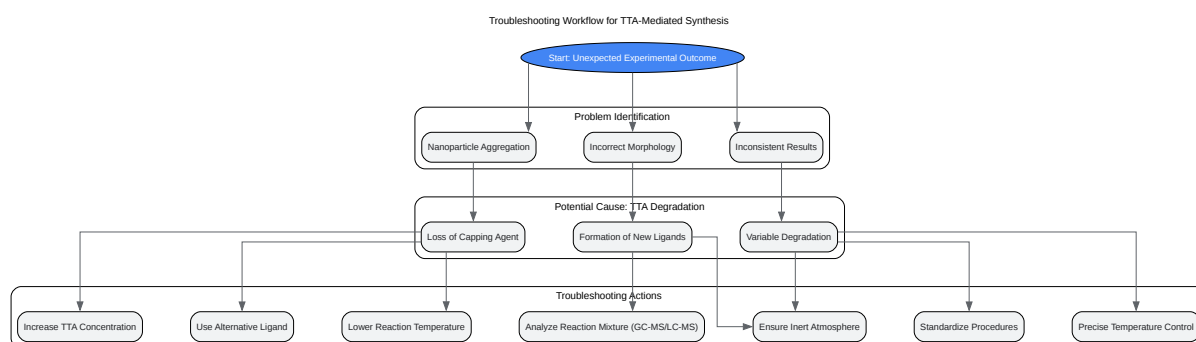 Troubleshooting Workflow for TTA-Mediated Synthesis
Start: Unexpected Experimental Outcome
Problem Identification
Nanoparticle Aggregation
Incorrect Morphology
Inconsistent Results
Potential Cause: TTA Degradation
Loss of Capping Agent
Formation of New Ligands
Variable Degradation
Troubleshooting Actions
Increase TTA Concentration
Use Alternative Ligand
Lower Reaction Temperature
Analyze Reaction Mixture (GC-MS/LC-MS)
Ensure Inert Atmosphere
Standardize Procedures
Precise Temperature Control